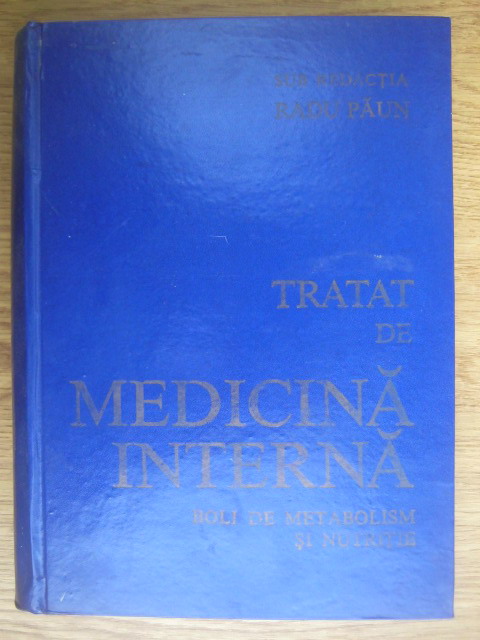 SUB REDACȚIA
RADU PĂUN
TRATAT
DE
MEDICINĂ
INTERNĂ
BOLI DE METABOLISM
ȘI NUTRIȚIE